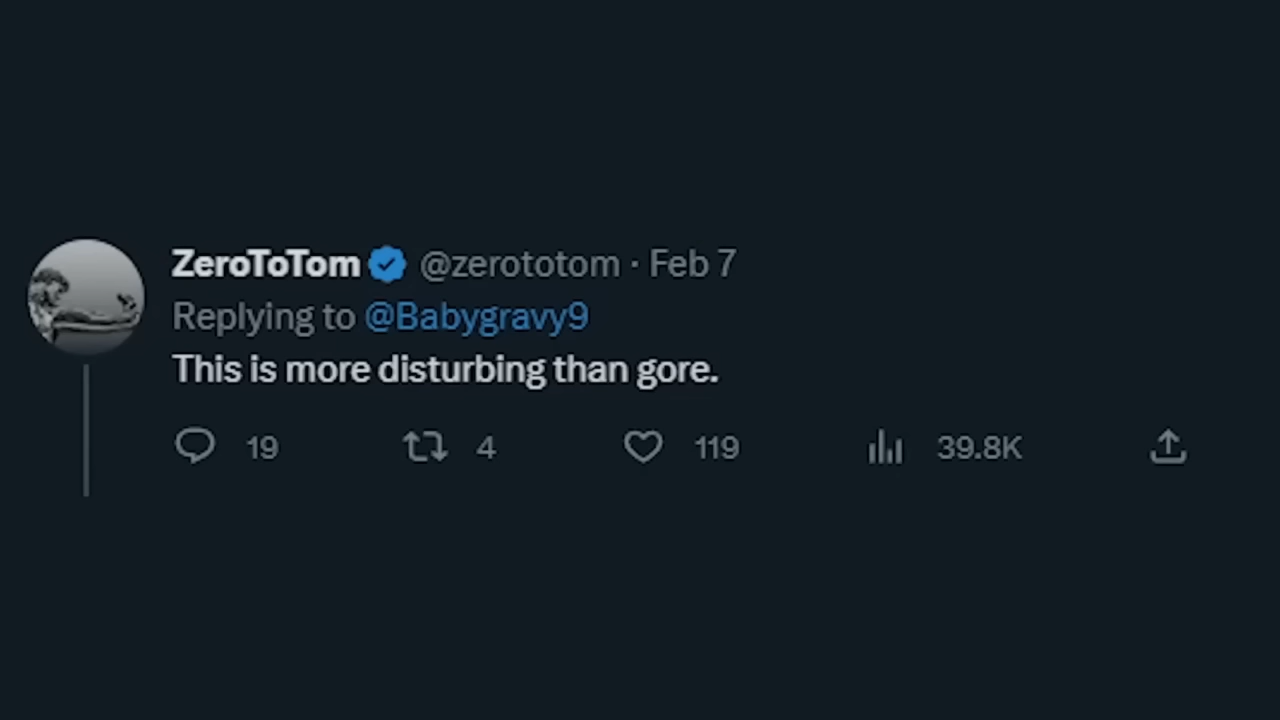 ZeroToTom @zerototom · Feb 7
Replying to @Babygravy9
This is more disturbing than gore.
19 4 119 39.8K